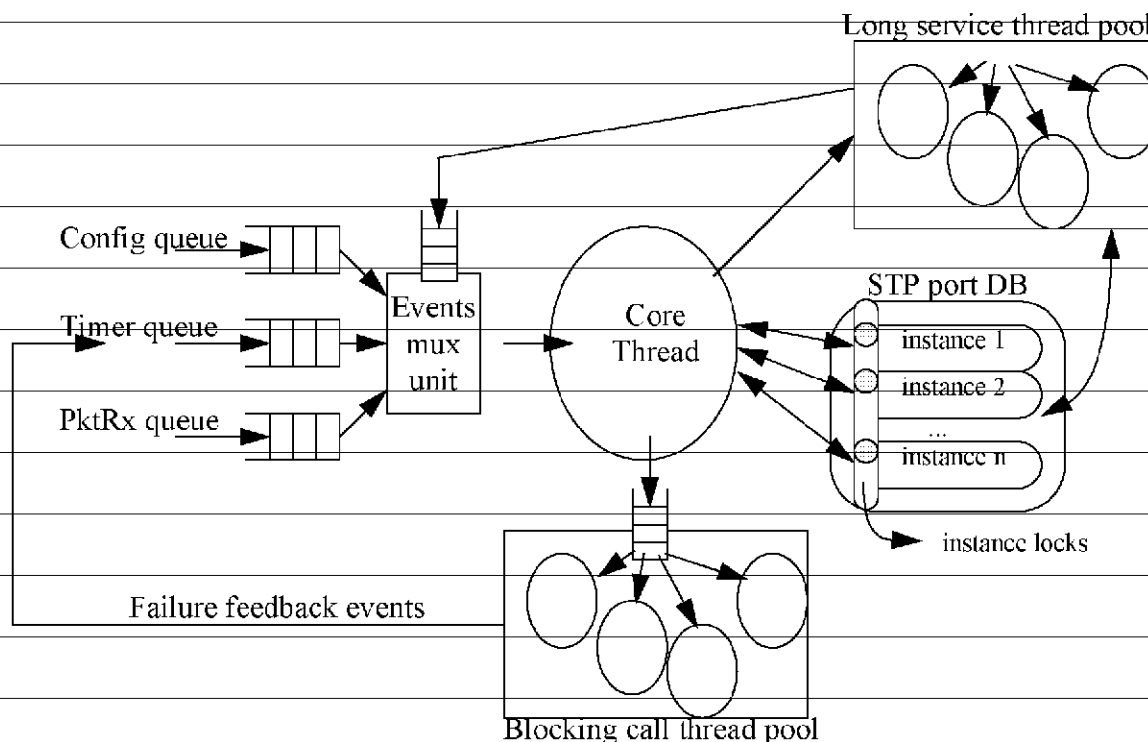 Long service thread pool
Config queue
Timer queue
PktRx queue
Events
mux
unit
Core
Thread
STP port DB
instance 1
instance 2
...
instance n
instance locks
Failure feedback events
Blocking call thread pool